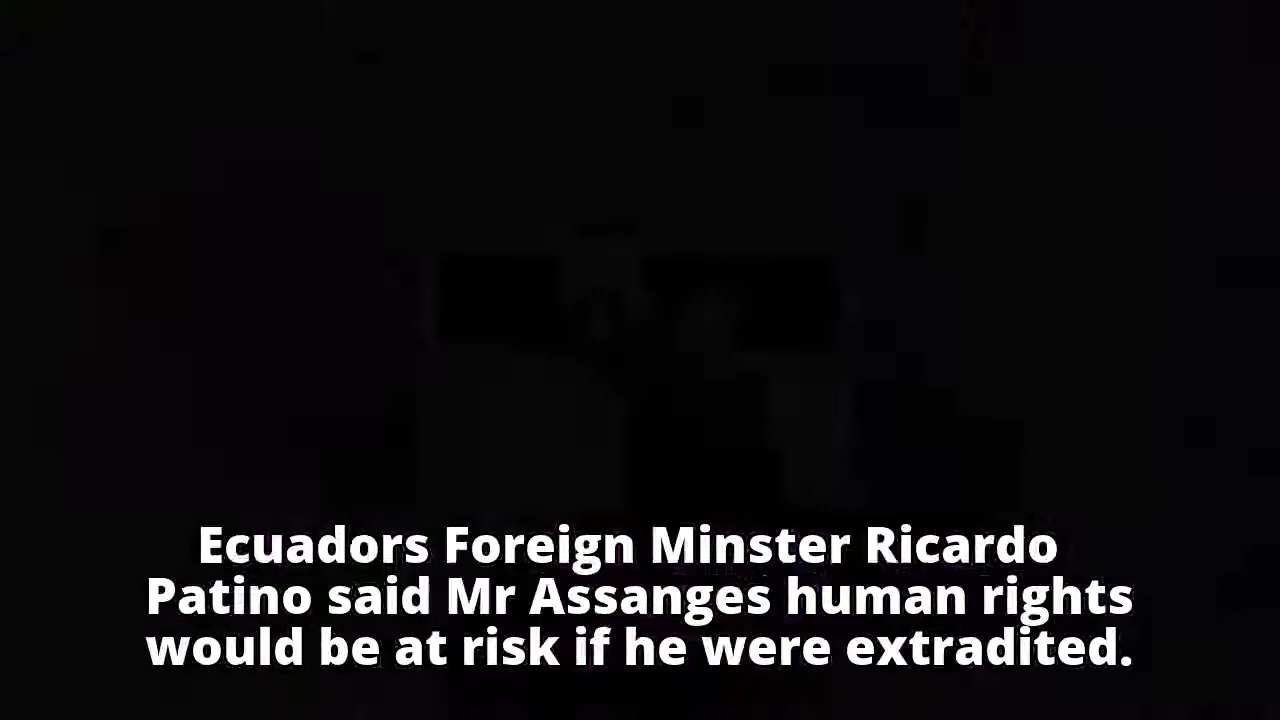 Ecuadors Foreign Minster Ricardo
Patino said Mr Assanges human rights
would be at risk if he were extradited.